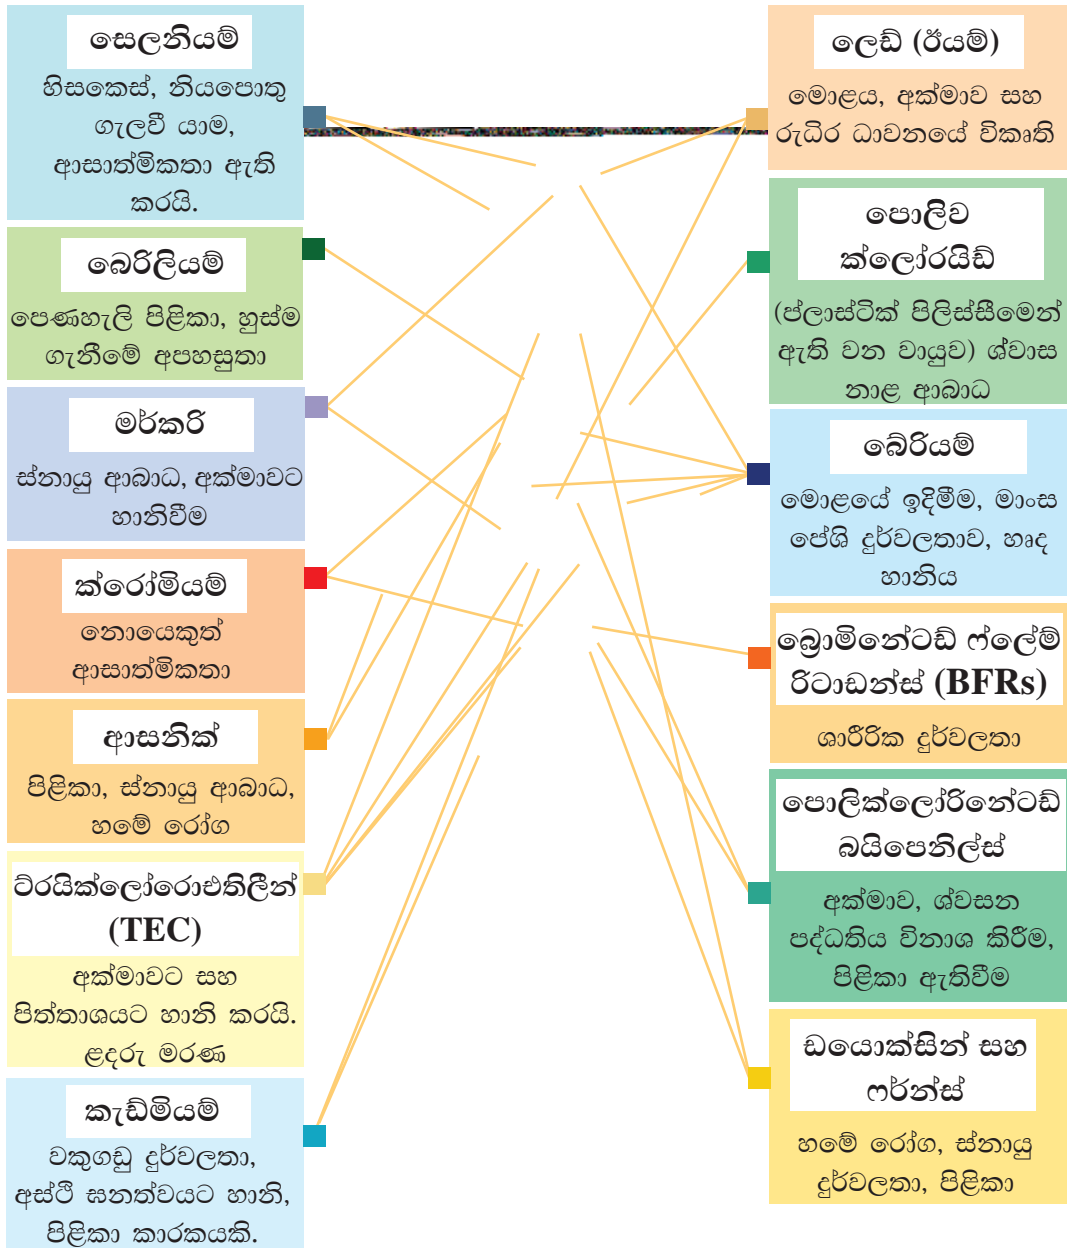 සෙලනියම්
හිසකෙස්, නියපොතු
ගැලවී යාම,
ආසාත්මිකතා ඇති
කරයි.
බෙරිලියම්
පෙණහැලි පිළිකා, හුස්ම
ගැනීමේ අපහසුතා
මර්කරි
ස්නායු ආබාධ, අක්මාවට
හානිවීම
ක්රෝමියම්
නොයෙකුත්
ආසාත්මිකතා
ආසනික්
පිළිකා, ස්නායු ආබාධ,
හමේ රෝග
ට්රයික්ලෝරොඑතිලීන්
(TEC)
අක්මාවට සහ
පිත්තාශයට හානි කරයි.
ළදරු මරණ
කැඩ්මියම්
වකුගඩු දුර්වලතා,
අස්ථි ඝනත්වයට හානි,
පිළිකා කාරකයකි.
ලෙඩ් (ඊයම්)
මොළය, අක්මාව සහ
රුධිර ධාවනයේ විකෘති
පොලිව
ක්ලෝරයිඩ්
(ප්ලාස්ටික් පිලිස්සීමෙන්
ඇති වන වායුව) ශ්වාස
නාළ ආබාධ
බේරියම්
මොළයේ ඉදිමීම, මාංස
පේශි දුර්වලතාව, හෘද
හානිය
බ්‍රොමිනේටඩ් ෆ්ලේම්
රිටාඩන්ස් (BFRs)
ශාරීරික දුර්වලතා
පොලික්ලෝරිනේටඩ්
බයිපෙනිල්ස්
අක්මාව, ශ්වසන
පද්ධතිය විනාශ කිරීම,
පිළිකා ඇතිවීම
ඩයොක්සින් සහ
ෆර්න්ස්
හමේ රෝග, ස්නායු
දුර්වලතා, පිළිකා